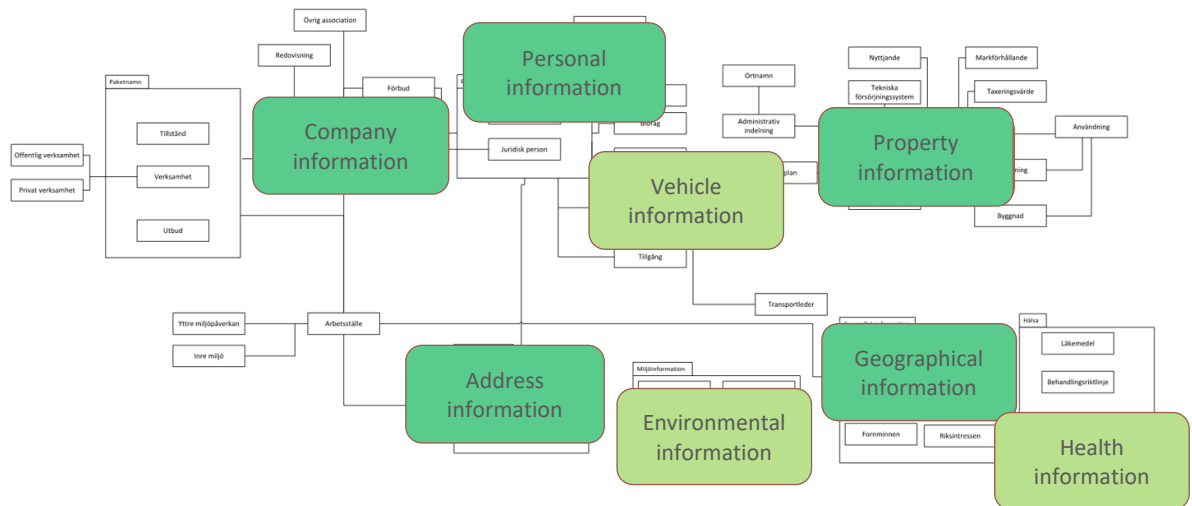 Övrig association
Redovisning
Personal
information
Nyttjande
Markförhållande
Paketnamn
Förbud
Ortnamn
Tekniska
försörjningssystem
Taxeringsvärde
Company
information
Tillstånd
Bidrag
Administrativ
indelning
Property
information
Användning
Offentlig verksamhet
Juridisk person
Verksamhet
Privat verksamhet
Vehicle
information
plan
ning
Byggnad
Utbud
Tillgång
Transportleder
Yttre miljöpåverkan
Arbetsställe
Inre miljö
Hälsa
Läkemedel
Geographical
information
Address
information
Miljöinformation
Behandlingsriktlinje
Environmental
information
Fornminnen
Riksintressen
Health
information